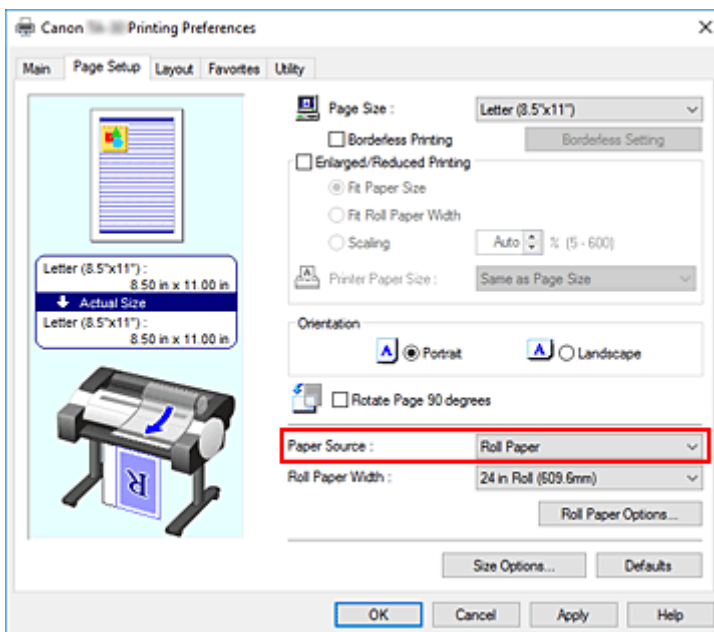 Canon Printing Preferences
Main Page Setup Layout Favorites Utility
Page Size : Letter (8.5"x11")
Borderless Printing Borderless Setting
Enlarged/Reduced Printing
Fit Paper Size
Fit Roll Paper Width
Scaling Auto % (5 - 600)
Printer Paper Size : Same as Page Size
Letter (8.5"x11") :
8.50 in x 11.00 in
Actual Size
Letter (8.5"x11") :
8.50 in x 11.00 in
Orientation
A Portrait A Landscape
Rotate Page 90 degrees
Paper Source : Roll Paper
Roll Paper Width : 24 in Roll (609.6mm)
Roll Paper Options...
R
Size Options... Defaults
OK Cancel Apply Help